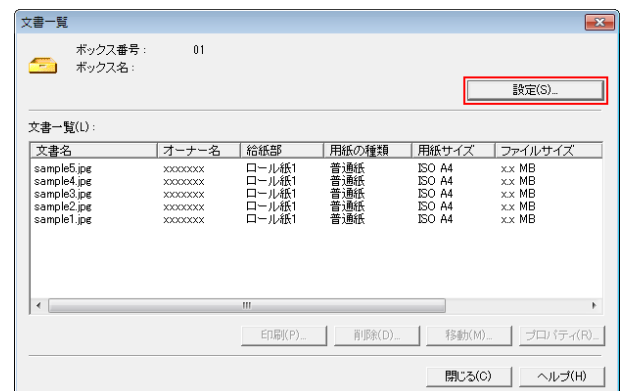 文書一覧
ボックス番号: 01
ボックス名:
設定(S)...
文書一覧(L):
文書名 オーナー名 給紙部 用紙の種類 用紙サイズ ファイルサイズ
sample5.jpg xxxxxxx ロール紙1 普通紙 ISO A4 x.x MB
sample4.jpg xxxxxxx ロール紙1 普通紙 ISO A4 x.x MB
sample3.jpg xxxxxxx ロール紙1 普通紙 ISO A4 x.x MB
sample2.jpg xxxxxxx ロール紙1 普通紙 ISO A4 x.x MB
sample1.jpg xxxxxxx ロール紙1 普通紙 ISO A4 x.x MB
印刷(P)... 削除(D)... 移動(M)... プロパティ(R)...
閉じる(C) ヘルプ(H)